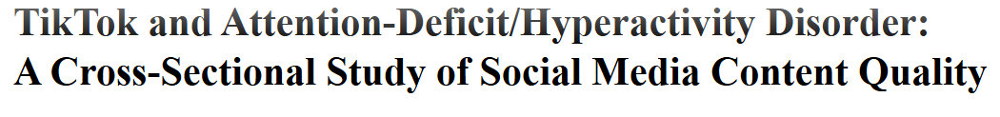 TikTok and Attention-Deficit/Hyperactivity Disorder:
A Cross-Sectional Study of Social Media Content Quality